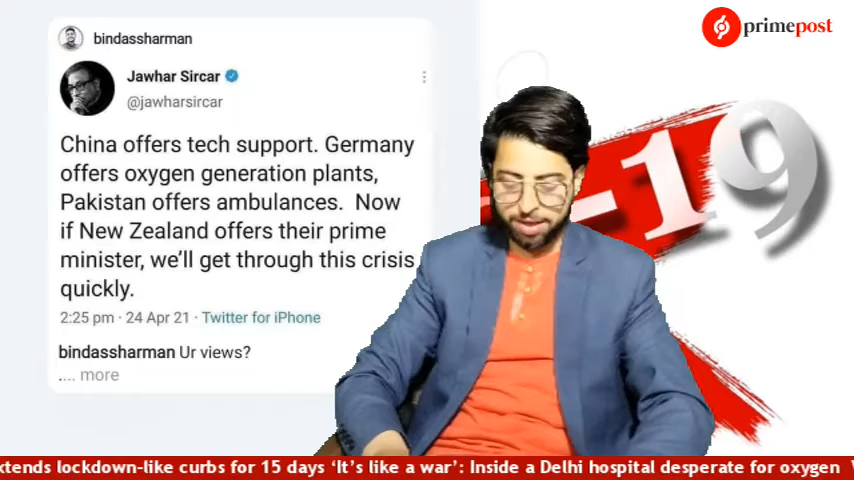 primepost
bindassharman
Jawhar Sircar
@jawharsircar
China offers tech support. Germany
offers oxygen generation plants,
Pakistan offers ambulances. Now
if New Zealand offers their prime
minister, we'll get through this crisis
quickly.
2:25 pm · 24 Apr 21 · Twitter for iPhone
bindassharman Ur views?
.... more
-19
xtends lockdown-like curbs for 15 days ‘It’s like a war’: Inside a Delhi hospital desperate for oxygen